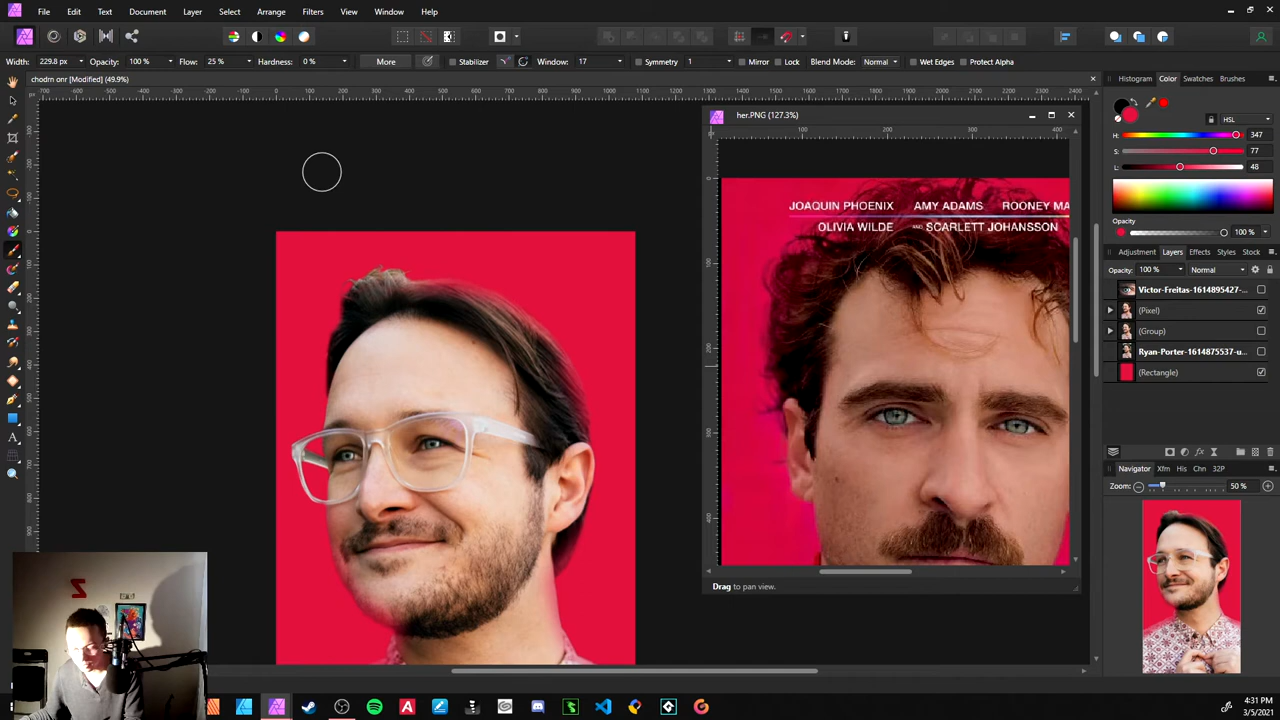 File Edit Text Document Layer Select Arrange Filters View Window Help
Width: 229.8 px Opacity: 100 % Flow: 25 % Hardness: 0 % More Stabilizer Window: 17 Symmetry 1 Mirror Lock Blend Mode: Normal Wet Edges Protect Alpha
chodrn onr [Modified] (49.9%)
her.PNG (127.3%)
JOAQUIN PHOENIX AMY ADAMS ROONEY MA
OLIVIA WILDE AND SCARLETT JOHANSSON
Drag to pan view.
Histogram Color Swatches Brushes
HSL
H: 347
S: 77
L: 48
Opacity
100 %
Adjustment Layers Effects Styles Stock
Opacity: 100 % Normal
Victor-Freitas-1614895427-...
(Pixel)
(Group)
Ryan-Porter-1614875537-u...
(Rectangle)
Navigator Xfm His Chn 32P
Zoom: 50 %
4:31 PM
3/5/2021